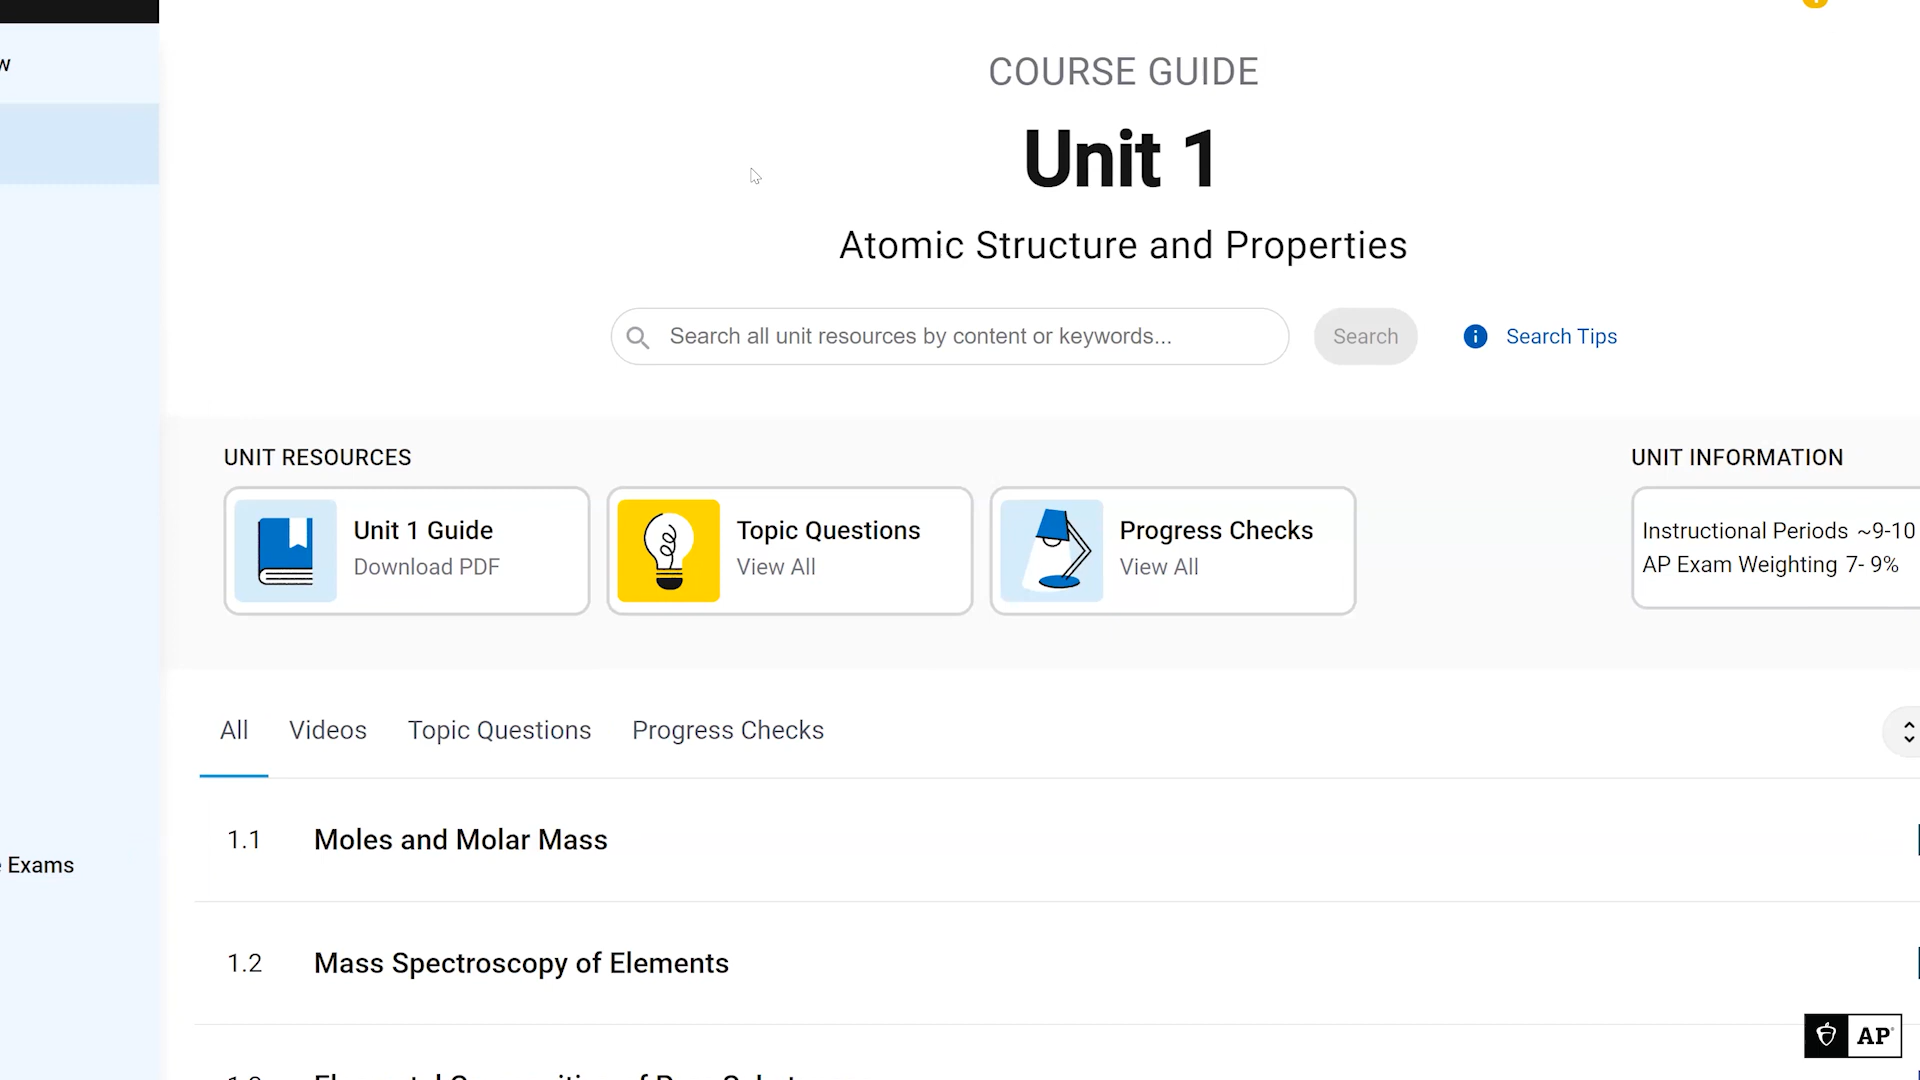 w
COURSE GUIDE
Unit 1
Atomic Structure and Properties
Search all unit resources by content or keywords...
Search
Search Tips
UNIT RESOURCES
UNIT INFORMATION
Unit 1 Guide
Download PDF
Topic Questions
View All
Progress Checks
View All
Instructional Periods ~9-10
AP Exam Weighting 7- 9%
All Videos Topic Questions Progress Checks
1.1 Moles and Molar Mass
Exams
1.2 Mass Spectroscopy of Elements
AP